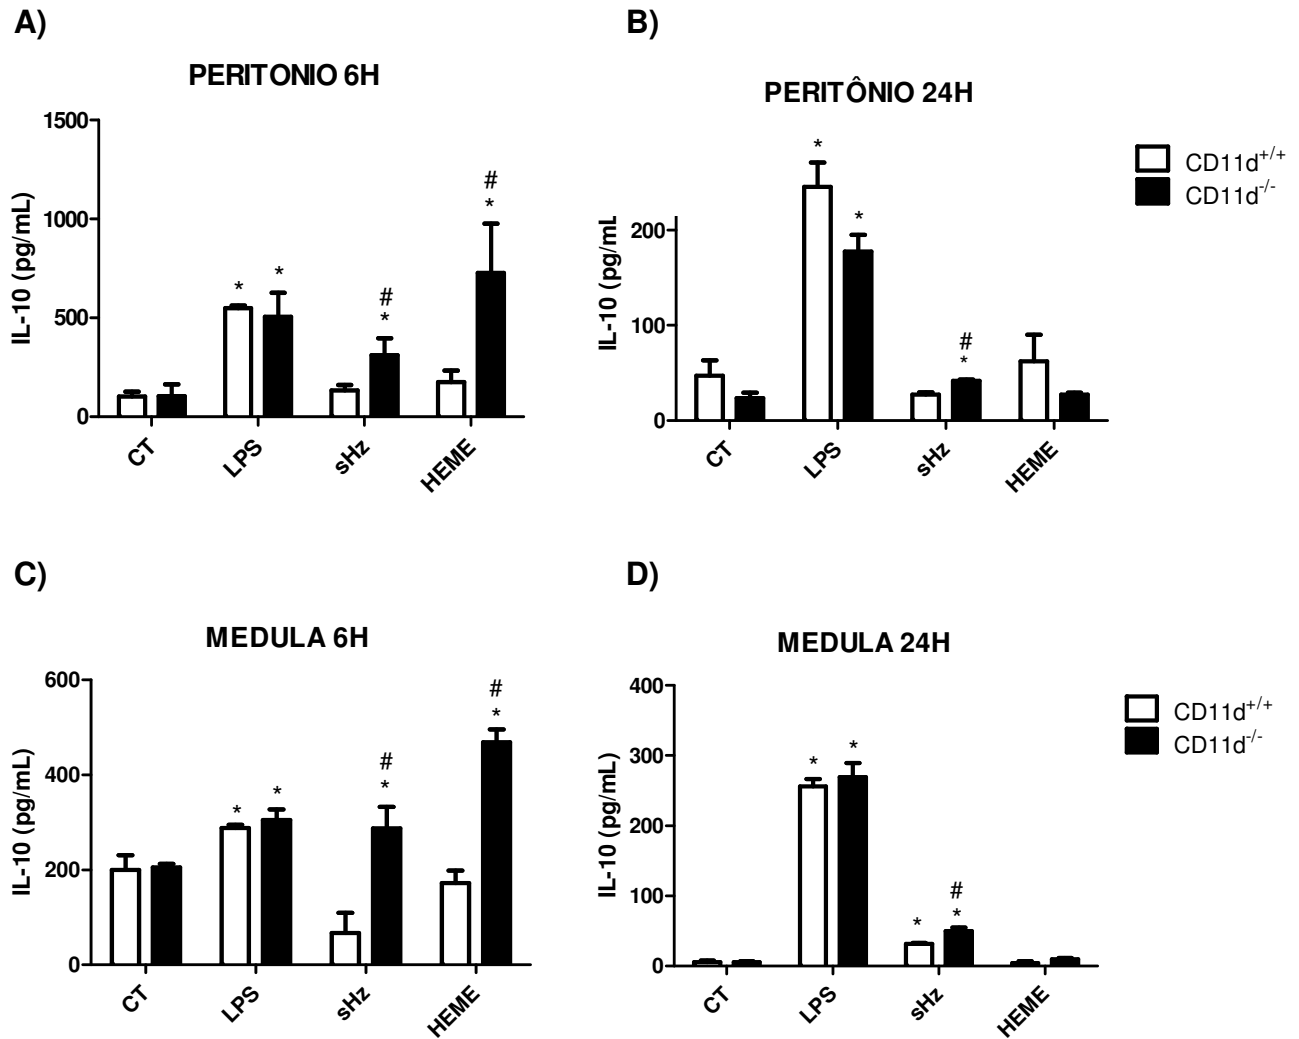 A)
PERITONIO 6H
IL-10 (pg/mL)
1500
1000
500
0
*
*
#
*
#
*
CT
LPS
sHz
HEME
B)
PERITÔNIO 24H
IL-10 (pg/mL
200
100
0
*
*
#
*
CT
LPS
sHz
HEME
CD11d+/+
CD11d-/-
C)
MEDULA 6H
IL-10 (pg/mL)
600
400
200
0
*
*
#
*
#
*
CT
LPS
sHz
HEME
D)
MEDULA 24H
IL-10 (pg/mL)
400
300
200
100
0
*
*
*
#
*
CT
LPS
sHz
HEME
CD11d+/+
CD11d-/-